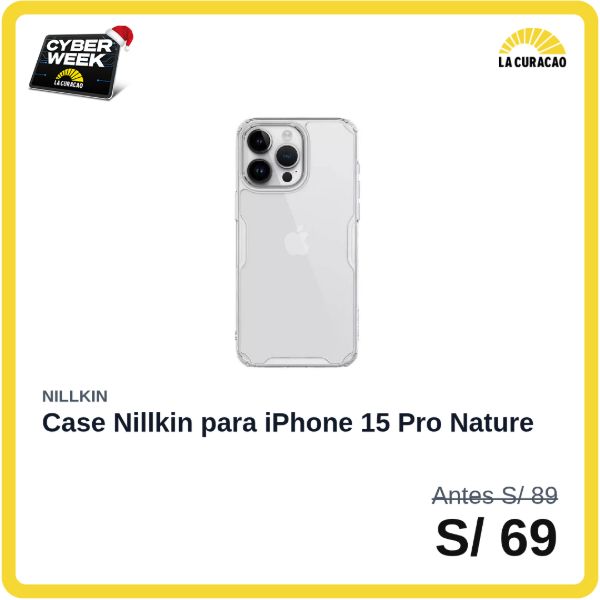 CYBER
WEEK
LA CURACAO
LA CURACAO
NILLKIN
Case Nillkin para iPhone 15 Pro Nature
Antes S/ 89
S/ 69